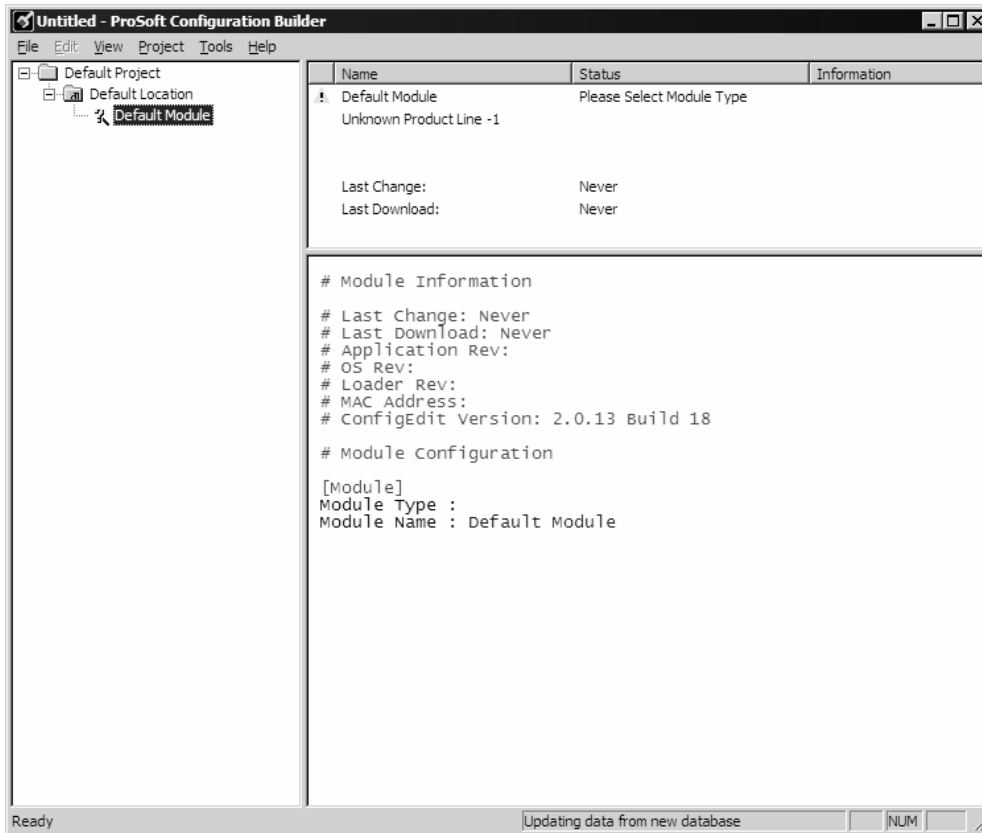 Untitled - ProSoft Configuration Builder
File Edit View Project Tools Help
Default Project
Default Location
Default Module
Name Status Information
Default Module Please Select Module Type
Unknown Product Line -1
Last Change: Never
Last Download: Never
# Module Information
# Last Change: Never
# Last Download: Never
# Application Rev:
# OS Rev:
# Loader Rev:
# MAC Address:
# ConfigEdit Version: 2.0.13 Build 18
# Module Configuration
[Module]
Module Type :
Module Name : Default Module
Ready Updating data from new database NUM